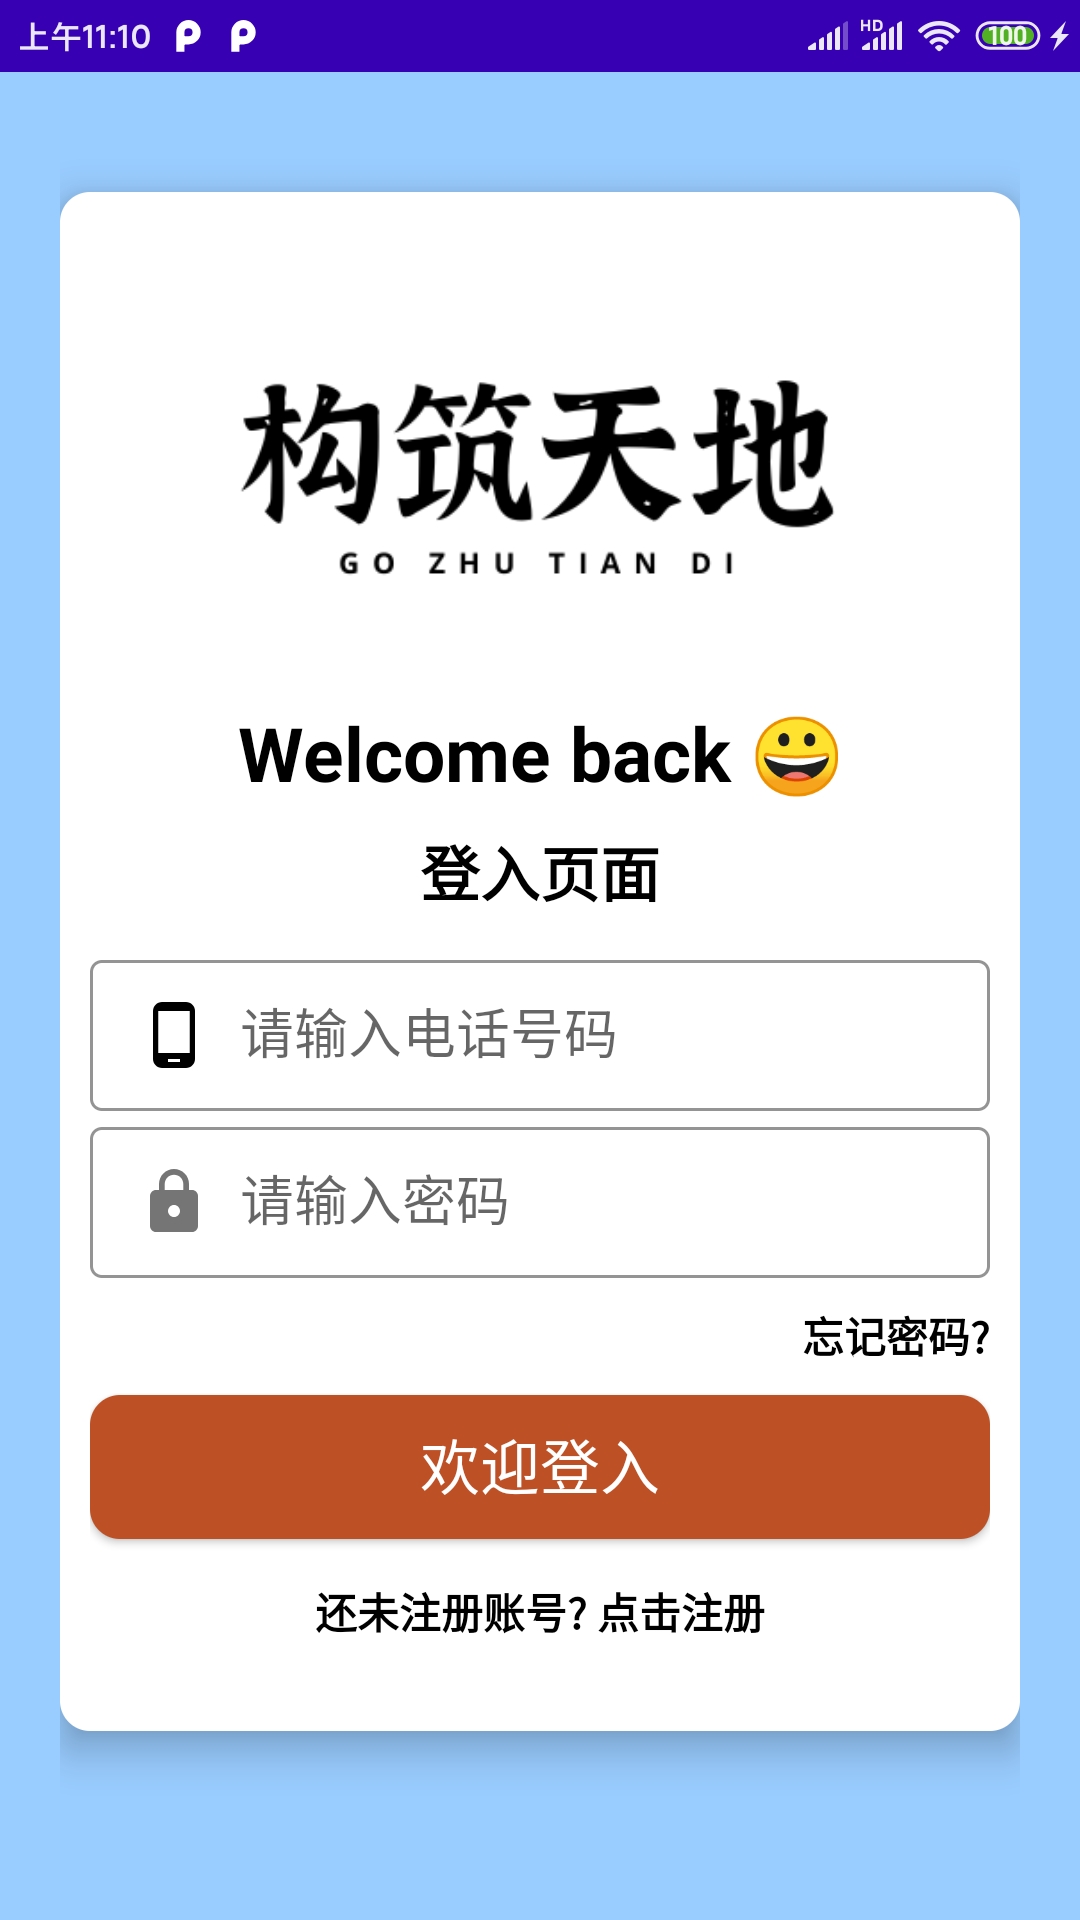 上午11:10 HD 100
构筑天地
GO ZHU TIAN DI
Welcome back 😀
登入页面
请输入电话号码
请输入密码
忘记密码?
欢迎登入
还未注册账号? 点击注册